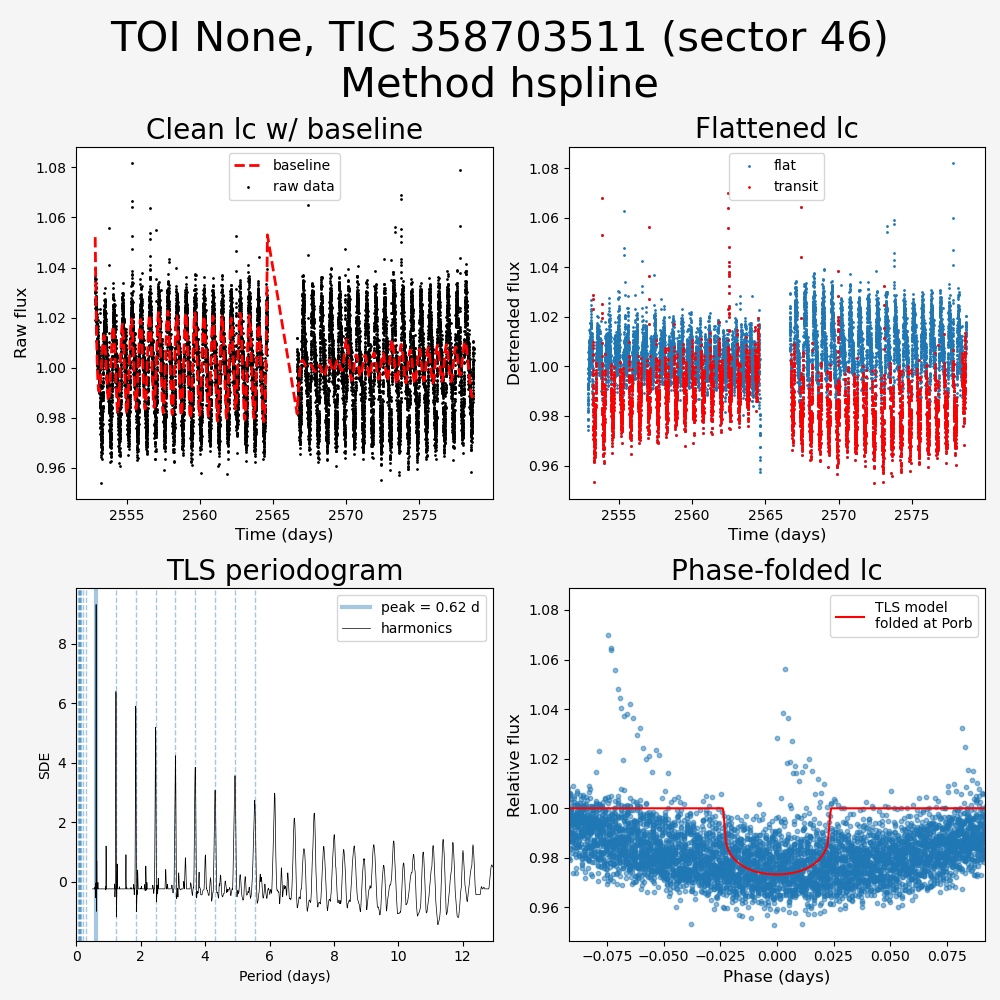 TOI None, TIC 358703511 (sector 46)
Method hspline
Clean lc w/ baseline
baseline
raw data
1.08
1.06
1.04
1.02
1.00
0.98
0.96
Raw flux
2555
2560
2565
2570
2575
Time (days)
Flattened lc
flat
transit
1.08
1.06
1.04
1.02
1.00
0.98
0.96
Detrended flux
2555
2560
2565
2570
2575
Time (days)
TLS periodogram
peak = 0.62 d
harmonics
8
6
4
2
0
SDE
0
2
4
6
8
10
12
Period (days)
Phase-folded lc
TLS model
folded at Porb
1.08
1.06
1.04
1.02
1.00
0.98
0.96
Relative flux
−0.075
−0.050
−0.025
0.000
0.025
0.050
0.075
Phase (days)